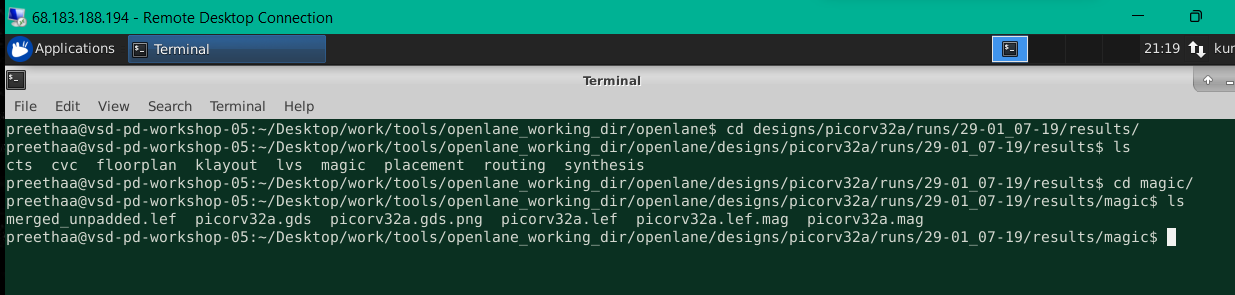 68.183.188.194 - Remote Desktop Connection
Applications Terminal 21:19 kur
Terminal
File Edit View Search Terminal Help
preethaa@vsd-pd-workshop-05:~/Desktop/work/tools/openlane_working_dir/openlane$ cd designs/picorv32a/runs/29-01_07-19/results/
preethaa@vsd-pd-workshop-05:~/Desktop/work/tools/openlane_working_dir/openlane/designs/picorv32a/runs/29-01_07-19/results$ ls
cts cvc floorplan klayout lvs magic placement routing synthesis
preethaa@vsd-pd-workshop-05:~/Desktop/work/tools/openlane_working_dir/openlane/designs/picorv32a/runs/29-01_07-19/results$ cd magic/
preethaa@vsd-pd-workshop-05:~/Desktop/work/tools/openlane_working_dir/openlane/designs/picorv32a/runs/29-01_07-19/results/magic$ ls
merged_unpadded.lef picorv32a.gds picorv32a.gds.png picorv32a.lef picorv32a.lef.mag picorv32a.mag
preethaa@vsd-pd-workshop-05:~/Desktop/work/tools/openlane_working_dir/openlane/designs/picorv32a/runs/29-01_07-19/results/magic$